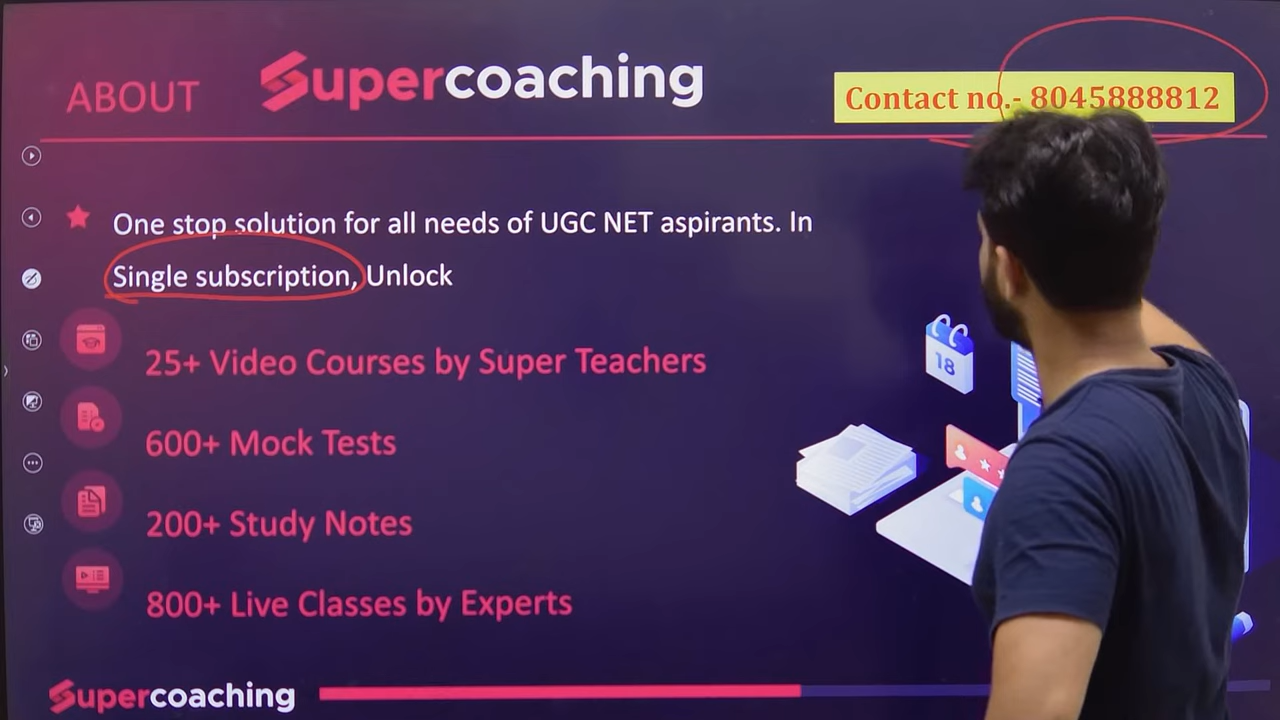 ABOUT Supercoaching
Contact no.- 8045888812
One stop solution for all needs of UGC NET aspirants. In
Single subscription, Unlock
25+ Video Courses by Super Teachers
600+ Mock Tests
200+ Study Notes
800+ Live Classes by Experts
18
Supercoaching